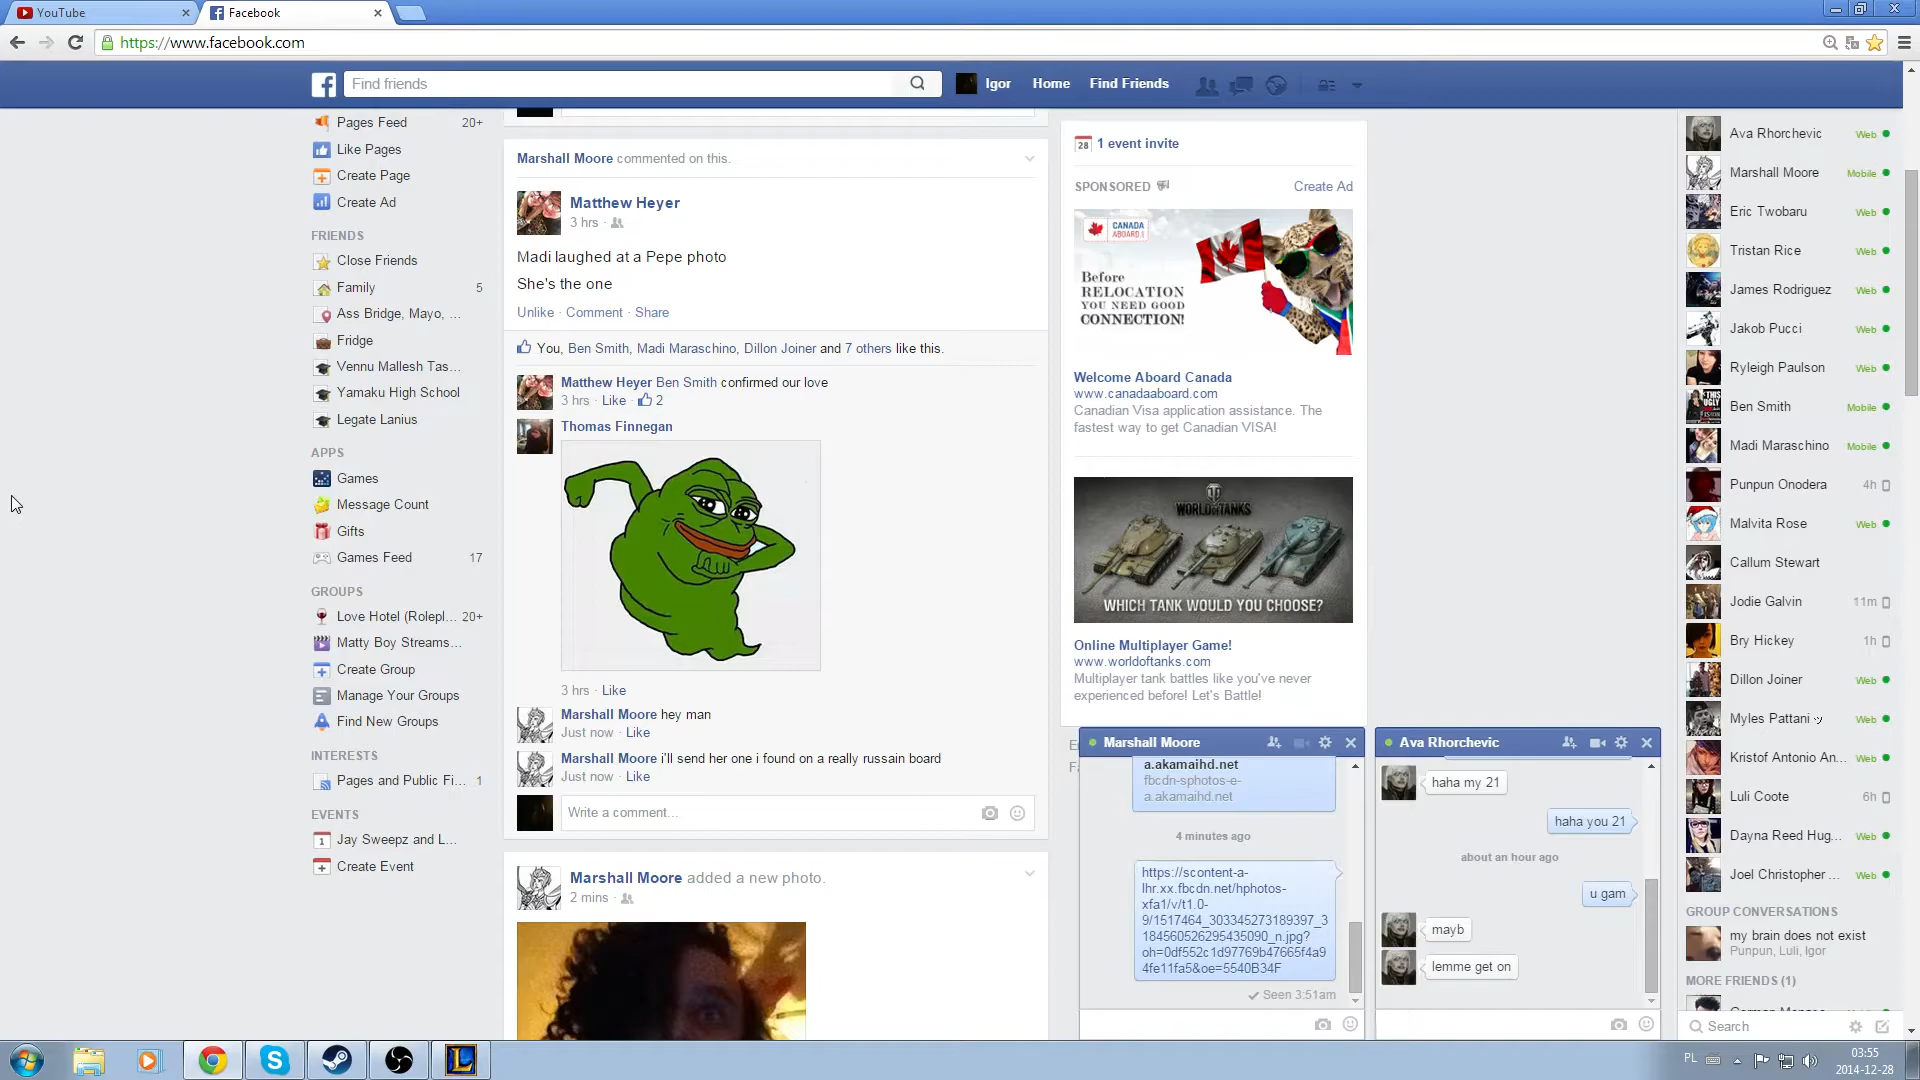 YouTube
Facebook
https://www.facebook.com
Find friends
Igor
Home
Find Friends
Pages Feed 20+
Like Pages
Create Page
Create Ad
FRIENDS
Close Friends
Family 5
Ass Bridge, Mayo, ...
Fridge
Vennu Mallesh Tas...
Yamaku High School
Legate Lanius
APPS
Games
Message Count
Gifts
Games Feed 17
GROUPS
Love Hotel (Rolepl... 20+
Matty Boy Streams...
Create Group
Manage Your Groups
Find New Groups
INTERESTS
Pages and Public Fi... 1
EVENTS
1 Jay Sweepz and L...
Create Event
Marshall Moore commented on this.
Matthew Heyer
3 hrs ·
Madi laughed at a Pepe photo
She's the one
Unlike · Comment · Share
You, Ben Smith, Madi Maraschino, Dillon Joiner and 7 others like this.
Matthew Heyer Ben Smith confirmed our love
3 hrs · Like · 2
Thomas Finnegan
3 hrs · Like
Marshall Moore hey man
Just now · Like
Marshall Moore i'll send her one i found on a really russain board
Just now · Like
Write a comment...
Marshall Moore added a new photo.
2 mins ·
28 1 event invite
SPONSORED
Create Ad
CANADA
ABOARD.1
Before
RELOCATION
YOU NEED GOOD
CONNECTION!
Welcome Aboard Canada
www.canadaaboard.com
Canadian Visa application assistance. The
fastest way to get Canadian VISA!
WORLD OF TANKS
WHICH TANK WOULD YOU CHOOSE?
Online Multiplayer Game!
www.worldoftanks.com
Multiplayer tank battles like you've never
experienced before! Let's Battle!
Marshall Moore
a.akamaihd.net
fbcdn-sphotos-e-
a.akamaihd.net
4 minutes ago
https://scontent-a-
lhr.xx.fbcdn.net/hphotos-
xfa1/v/t1.0-
9/1517464_303345273189397_3
184560526295435090_n.jpg?
oh=0df552c1d97769b47665f4a9
4fe11fa5&oe=5540B34F
Seen 3:51am
Ava Rhorchevic
haha my 21
haha you 21
about an hour ago
u gam
mayb
lemme get on
Ava Rhorchevic Web
Marshall Moore Mobile
Eric Twobaru Web
Tristan Rice Web
James Rodriguez Web
Jakob Pucci Web
Ryleigh Paulson Web
Ben Smith Mobile
Madi Maraschino Mobile
Punpun Onodera 4h
Malvita Rose Web
Callum Stewart
Jodie Galvin 11m
Bry Hickey 1h
Dillon Joiner Web
Myles Pattani ツ Web
Kristof Antonio An... Web
Luli Coote 6h
Dayna Reed Hug... Web
Joel Christopher ... Web
GROUP CONVERSATIONS
my brain does not exist
Punpun, Luli, Igor
MORE FRIENDS (1)
Search
PL
03:55
2014-12-28